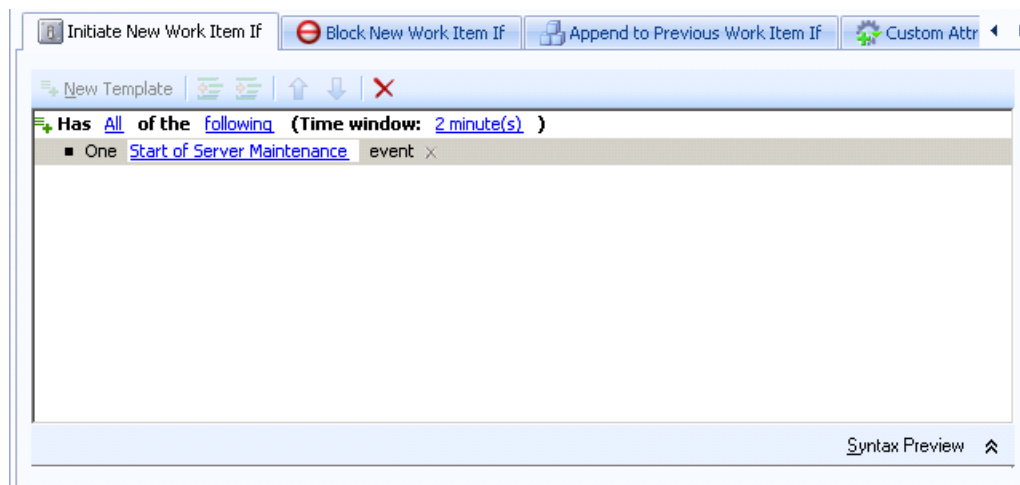 Initiate New Work Item If Block New Work Item If Append to Previous Work Item If Custom Attr
New Template
Has All of the following (Time window: 2 minute(s) )
One Start of Server Maintenance event
Syntax Preview